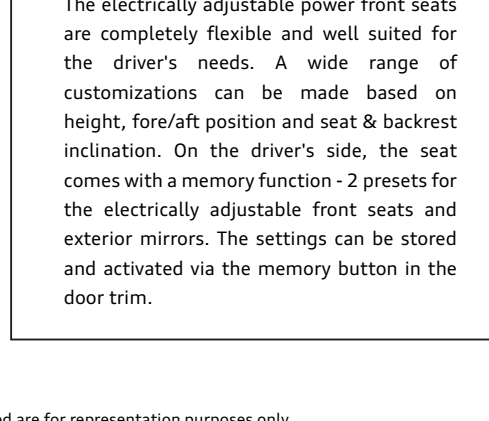 The electrically adjustable power front seats
are completely flexible and well suited for
the driver's needs. A wide range of
customizations can be made based on
height, fore/aft position and seat & backrest
inclination. On the driver's side, the seat
comes with a memory function - 2 presets for
the electrically adjustable front seats and
exterior mirrors. The settings can be stored
and activated via the memory button in the
door trim.
are for representation purposes only